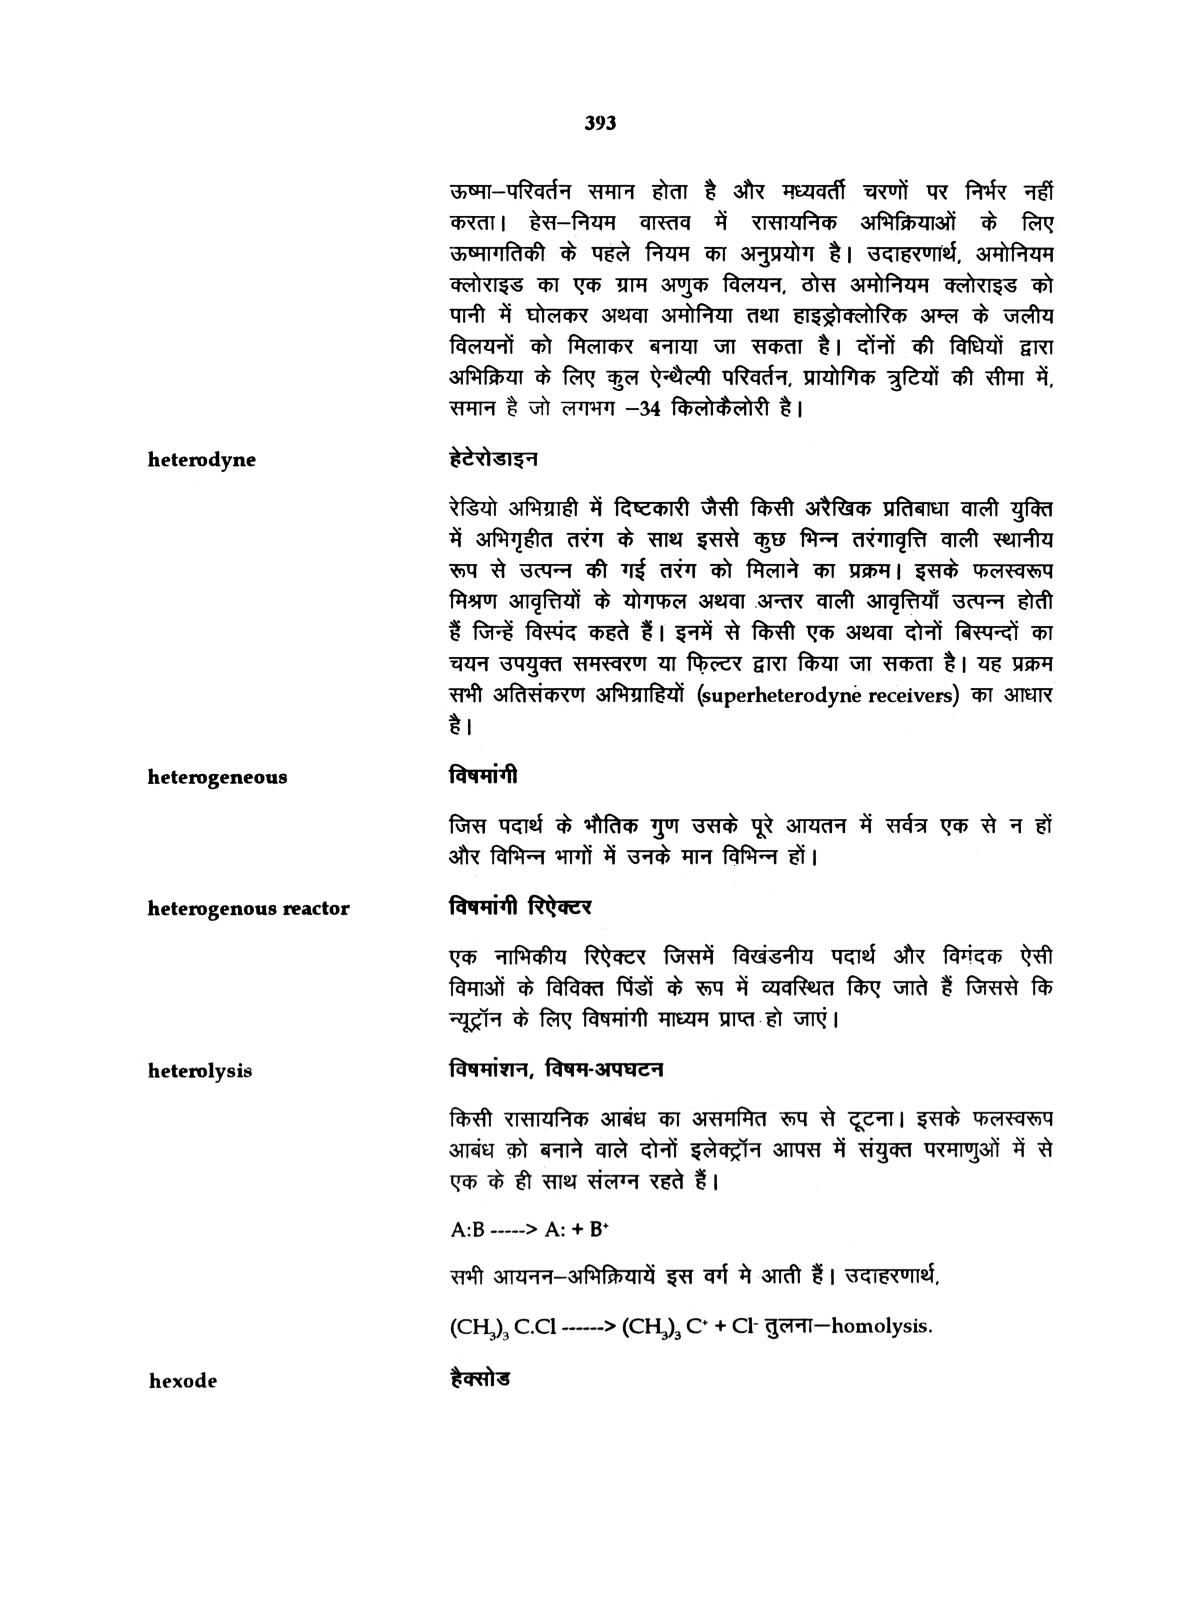 393
ऊष्मा–परिवर्तन समान होता है और मध्यवर्ती चरणों पर निर्भर नहीं
करता। हेस–नियम वास्तव में रासायनिक अभिक्रियाओं के लिए
ऊष्मागतिकी के पहले नियम का अनुप्रयोग है। उदाहरणार्थ, अमोनियम
क्लोराइड का एक ग्राम अणुक विलयन, ठोस अमोनियम क्लोराइड को
पानी में घोलकर अथवा अमोनिया तथा हाइड्रोक्लोरिक अम्ल के जलीय
विलयनों को मिलाकर बनाया जा सकता है। दोंनों की विधियों द्वारा
अभिक्रिया के लिए कुल ऐन्थैल्पी परिवर्तन, प्रायोगिक त्रुटियों की सीमा में,
समान है जो लगभग –34 किलोकैलोरी है।
heterodyne हेटेरोडाइन
रेडियो अभिग्राही में दिष्टकारी जैसी किसी अरैखिक प्रतिबाधा वाली युक्ति
में अभिगृहीत तरंग के साथ इससे कुछ भिन्न तरंगावृत्ति वाली स्थानीय
रूप से उत्पन्न की गई तरंग को मिलाने का प्रक्रम। इसके फलस्वरूप
मिश्रण आवृत्तियों के योगफल अथवा अन्तर वाली आवृत्तियाँ उत्पन्न होती
हैं जिन्हें विस्पंद कहते हैं। इनमें से किसी एक अथवा दोनों बिस्पन्दों का
चयन उपयुक्त समस्वरण या फिल्टर द्वारा किया जा सकता है। यह प्रक्रम
सभी अतिसंकरण अभिग्राहियों (superheterodyne receivers) का आधार
है।
heterogeneous विषमांगी
जिस पदार्थ के भौतिक गुण उसके पूरे आयतन में सर्वत्र एक से न हों
और विभिन्न भागों में उनके मान विभिन्न हों।
heterogenous reactor विषमांगी रिऐक्टर
एक नाभिकीय रिऐक्टर जिसमें विखंडनीय पदार्थ और विमंदक ऐसी
विमाओं के विविक्त पिंडों के रूप में व्यवस्थित किए जाते हैं जिससे कि
न्यूट्रॉन के लिए विषमांगी माध्यम प्राप्त हो जाएं।
heterolysis विषमांशन, विषम-अपघटन
किसी रासायनिक आबंध का असममित रूप से टूटना। इसके फलस्वरूप
आबंध को बनाने वाले दोनों इलेक्ट्रॉन आपस में संयुक्त परमाणुओं में से
एक के ही साथ संलग्न रहते हैं।
A:B -----> A: + B⁺
सभी आयनन–अभिक्रियायें इस वर्ग मे आती हैं। उदाहरणार्थ,
(CH₃)₃ C.Cl ------> (CH₃)₃ C⁺ + Cl⁻ तुलना–homolysis.
hexode हैक्सोड